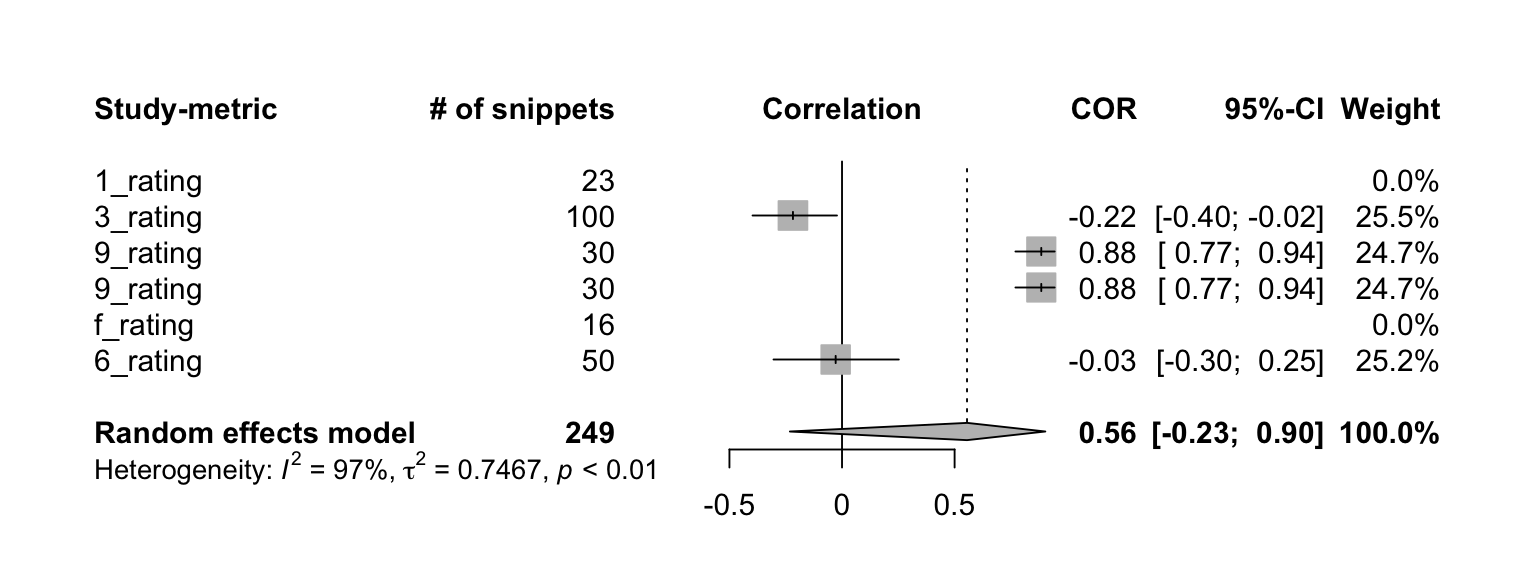 Study-metric # of snippets Correlation COR 95%-CI Weight
1_rating 23 0.0%
3_rating 100 -0.22 [-0.40; -0.02] 25.5%
9_rating 30 0.88 [ 0.77; 0.94] 24.7%
9_rating 30 0.88 [ 0.77; 0.94] 24.7%
f_rating 16 0.0%
6_rating 50 -0.03 [-0.30; 0.25] 25.2%
Random effects model 249 0.56 [-0.23; 0.90] 100.0%
Heterogeneity: I² = 97%, τ² = 0.7467, p < 0.01
-0.5 0 0.5